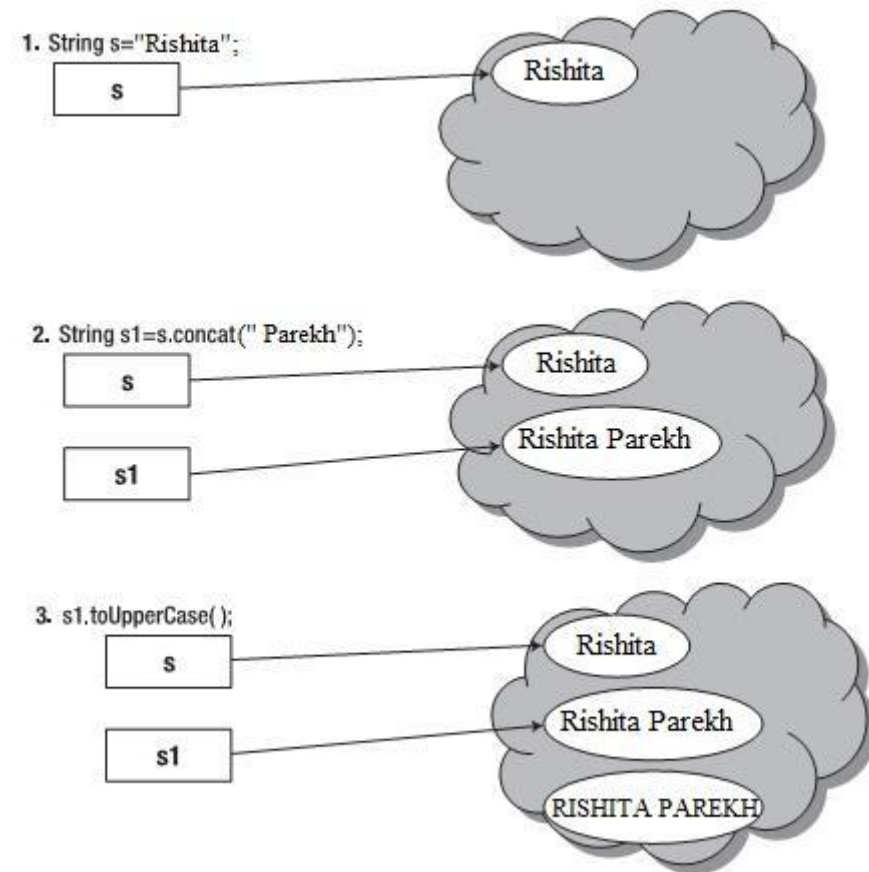 1. String s="Rishita";
s
Rishita
2. String s1=s.concat(" Parekh");
s
Rishita
s1
Rishita Parekh
3. s1.toUpperCase( );
s
Rishita
s1
Rishita Parekh
RISHITA PAREKH